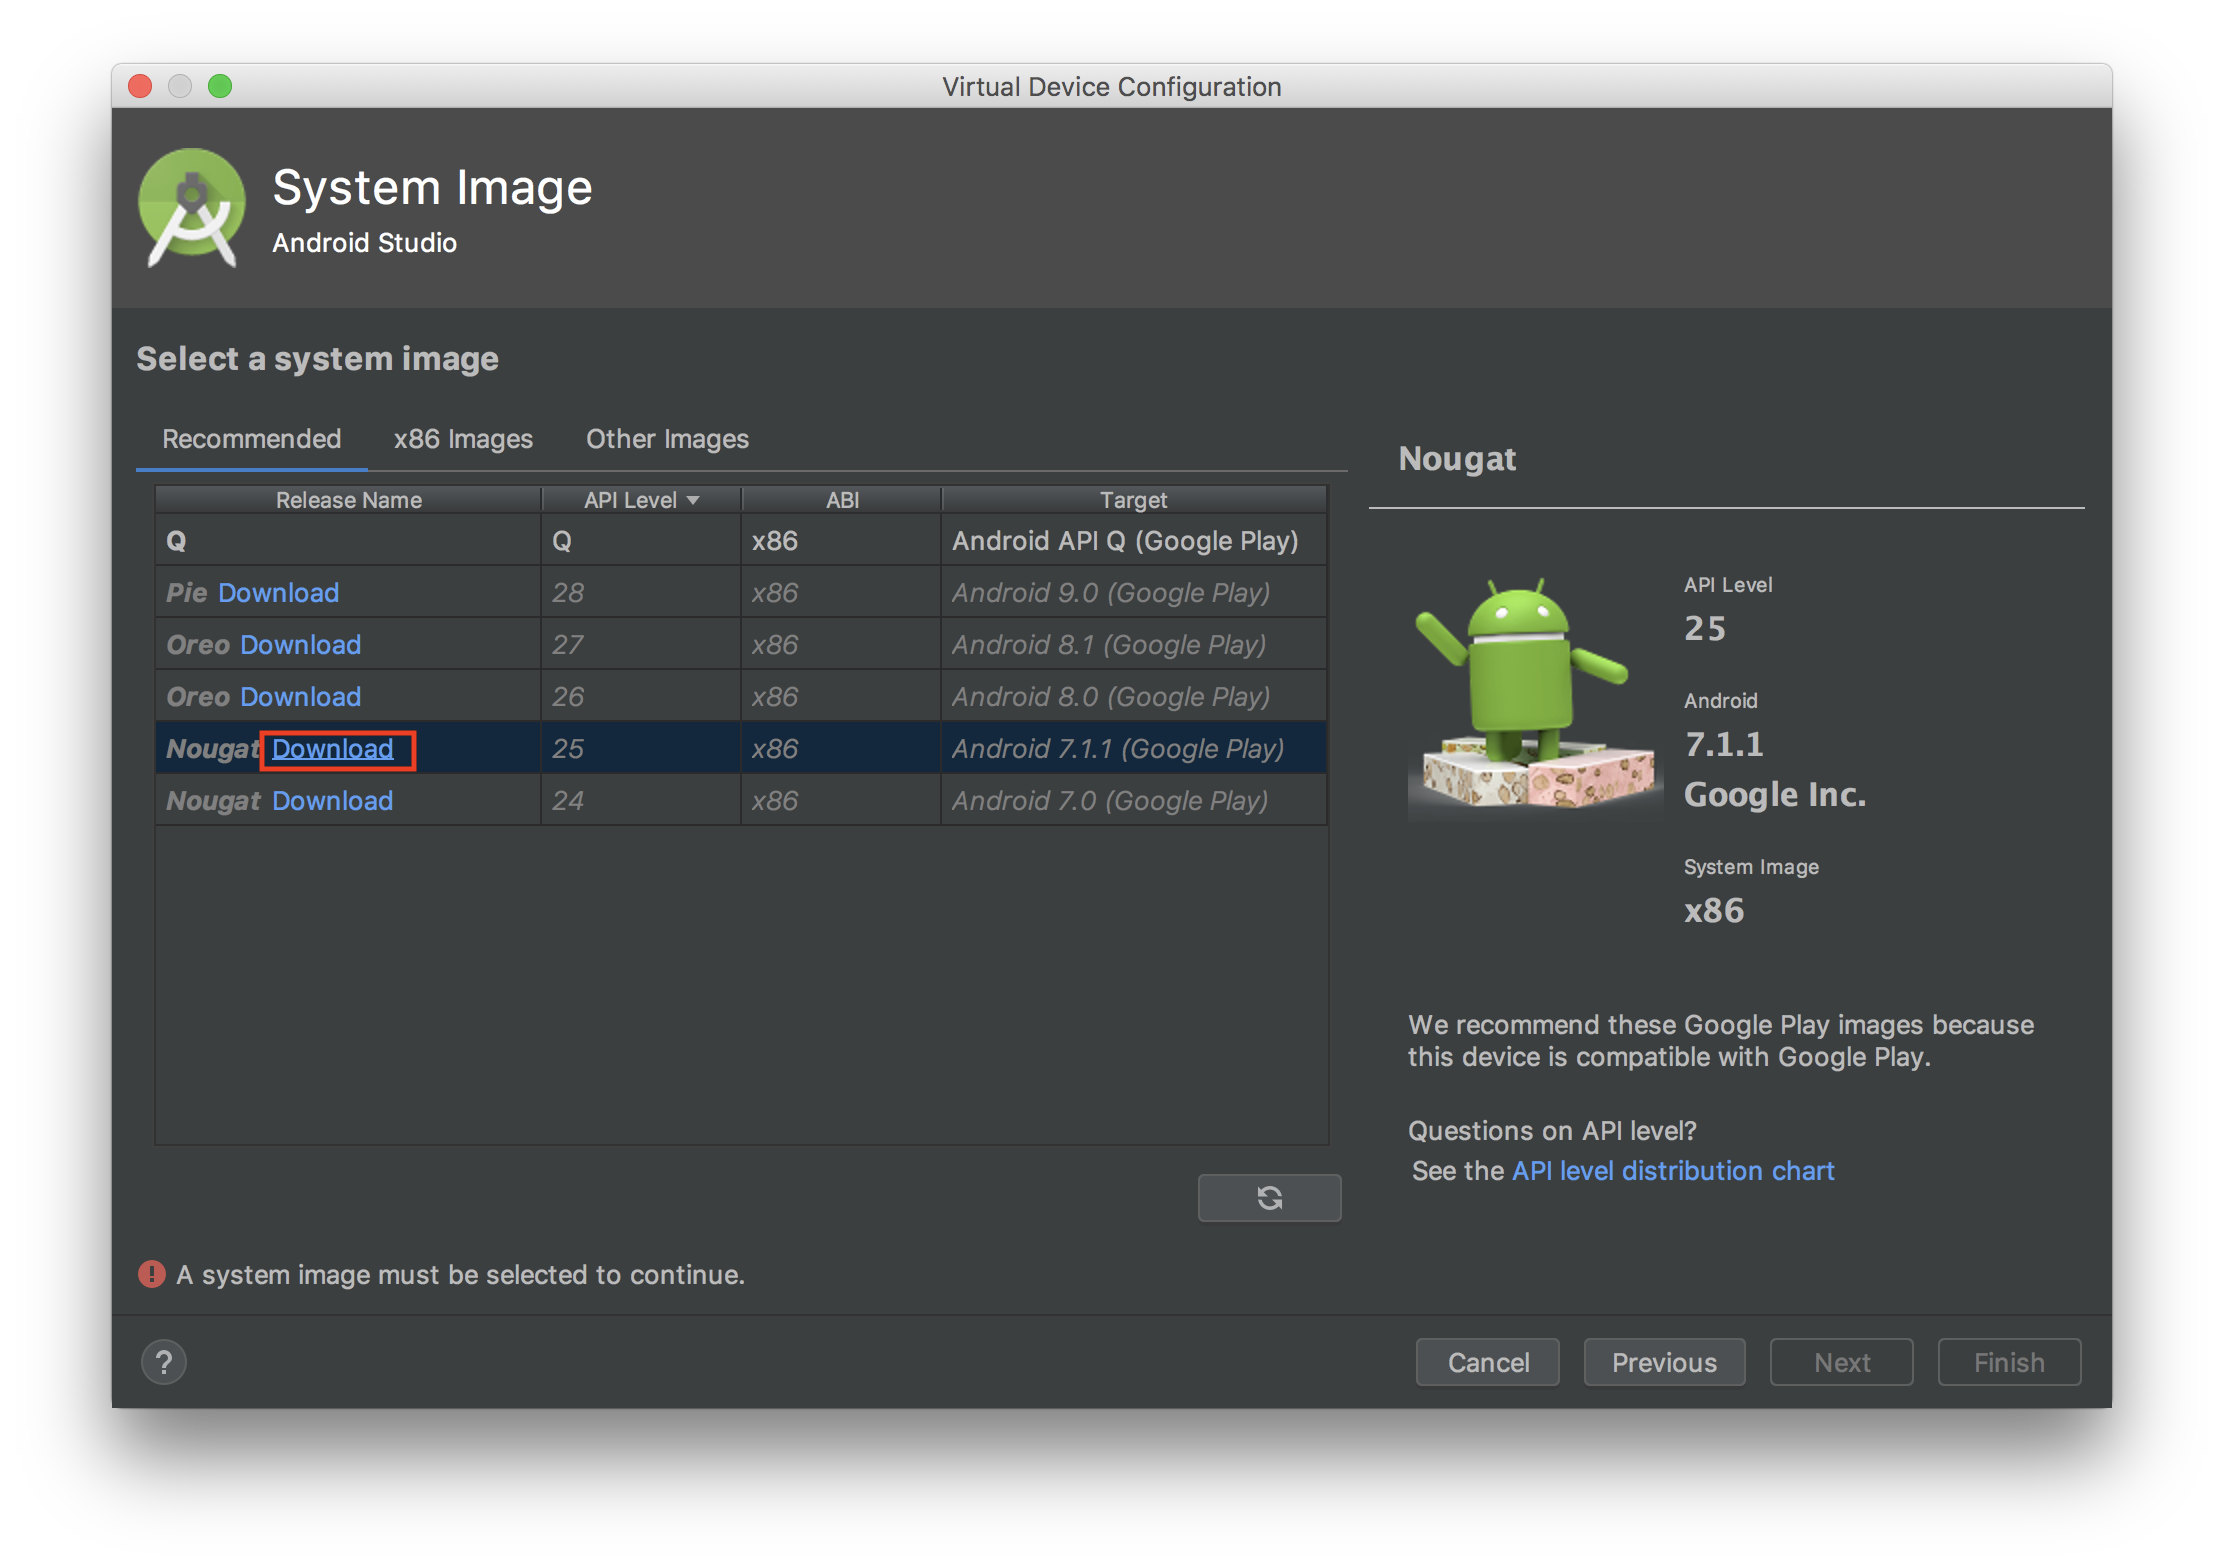 Virtual Device Configuration
System Image
Android Studio
Select a system image
Recommended x86 Images Other Images
Release Name API Level ABI Target
Q Q x86 Android API Q (Google Play)
Pie Download 28 x86 Android 9.0 (Google Play)
Oreo Download 27 x86 Android 8.1 (Google Play)
Oreo Download 26 x86 Android 8.0 (Google Play)
Nougat Download 25 x86 Android 7.1.1 (Google Play)
Nougat Download 24 x86 Android 7.0 (Google Play)
Nougat
API Level
25
Android
7.1.1
Google Inc.
System Image
x86
We recommend these Google Play images because
this device is compatible with Google Play.
Questions on API level?
See the API level distribution chart
A system image must be selected to continue.
? Cancel Previous Next Finish